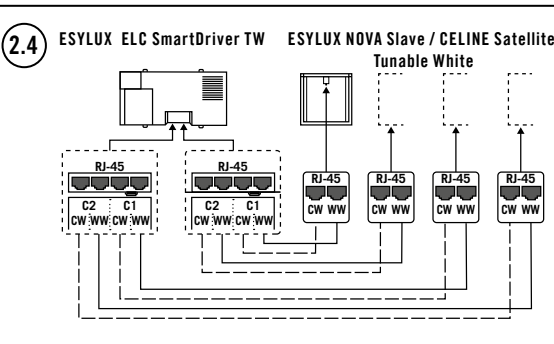 2.4
ESYLUX ELC SmartDriver TW
ESYLUX NOVA Slave / CELINE Satellite
Tunable White
RJ-45
RJ-45
RJ-45
RJ-45
RJ-45
RJ-45
C2 C1
C2 C1
CW WW CW WW
CW WW CW WW
CW WW
CW WW
CW WW
CW WW